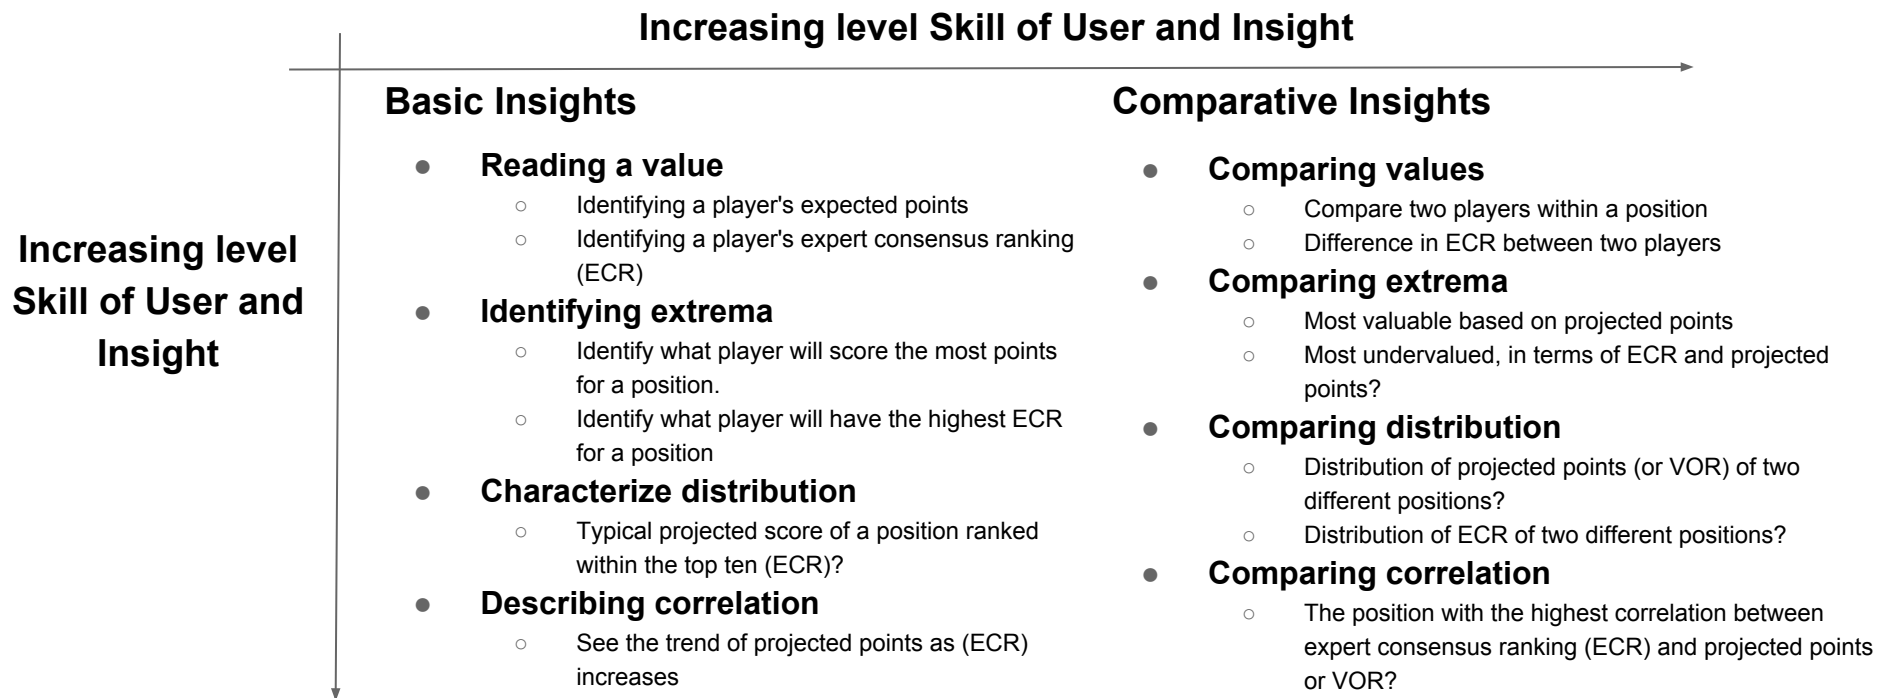 Increasing level Skill of User and Insight
Increasing level
Skill of User and
Insight
Basic Insights
● Reading a value
○ Identifying a player's expected points
○ Identifying a player's expert consensus ranking
(ECR)
● Identifying extrema
○ Identify what player will score the most points
for a position.
○ Identify what player will have the highest ECR
for a position
● Characterize distribution
○ Typical projected score of a position ranked
within the top ten (ECR)?
● Describing correlation
○ See the trend of projected points as (ECR)
increases
Comparative Insights
● Comparing values
○ Compare two players within a position
○ Difference in ECR between two players
● Comparing extrema
○ Most valuable based on projected points
○ Most undervalued, in terms of ECR and projected
points?
● Comparing distribution
○ Distribution of projected points (or VOR) of two
different positions?
○ Distribution of ECR of two different positions?
● Comparing correlation
○ The position with the highest correlation between
expert consensus ranking (ECR) and projected points
or VOR?